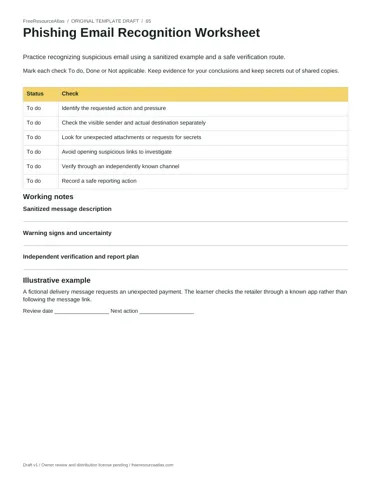 FreeResourceAtlas / ORIGINAL TEMPLATE DRAFT / 65
Phishing Email Recognition Worksheet
Practice recognizing suspicious email using a sanitized example and a safe verification route.
Mark each check To do, Done or Not applicable. Keep evidence for your conclusions and keep secrets out of shared copies.
Status Check
To do Identify the requested action and pressure
To do Check the visible sender and actual destination separately
To do Look for unexpected attachments or requests for secrets
To do Avoid opening suspicious links to investigate
To do Verify through an independently known channel
To do Record a safe reporting action
Working notes
Sanitized message description
Warning signs and uncertainty
Independent verification and report plan
Illustrative example
A fictional delivery message requests an unexpected payment. The learner checks the retailer through a known app rather than
following the message link.
Review date ____________________ Next action ____________________
Draft v1 / Owner review and distribution license pending / freeresourceatlas.com